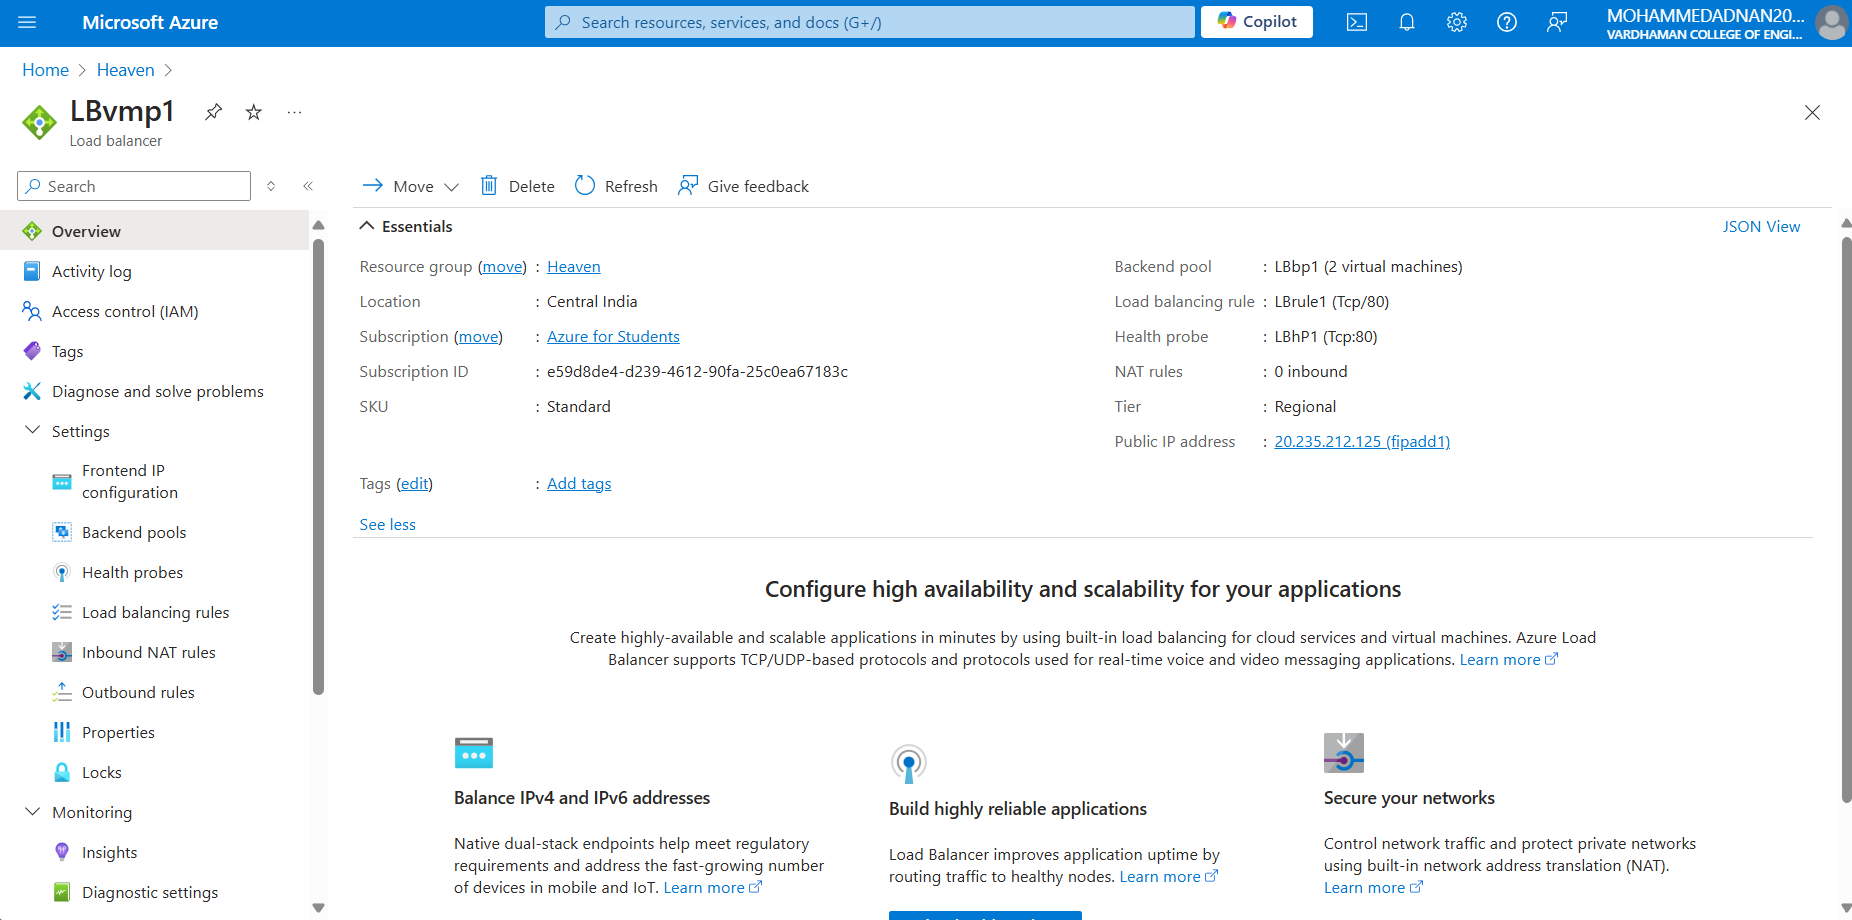 Microsoft Azure
Search resources, services, and docs (G+/)
Copilot
MOHAMMEDADNAN20...
VARDHAMAN COLLEGE OF ENGI...
Home > Heaven >
LBvmp1
Load balancer
Search
Move
Delete
Refresh
Give feedback
Overview
Activity log
Access control (IAM)
Tags
Diagnose and solve problems
Settings
Frontend IP
configuration
Backend pools
Health probes
Load balancing rules
Inbound NAT rules
Outbound rules
Properties
Locks
Monitoring
Insights
Diagnostic settings
Essentials
JSON View
Resource group (move) : Heaven
Location : Central India
Subscription (move) : Azure for Students
Subscription ID : e59d8de4-d239-4612-90fa-25c0ea67183c
SKU : Standard
Backend pool : LBbp1 (2 virtual machines)
Load balancing rule : LBrule1 (Tcp/80)
Health probe : LBhP1 (Tcp:80)
NAT rules : 0 inbound
Tier : Regional
Public IP address : 20.235.212.125 (fipadd1)
Tags (edit) : Add tags
See less
Configure high availability and scalability for your applications
Create highly-available and scalable applications in minutes by using built-in load balancing for cloud services and virtual machines. Azure Load
Balancer supports TCP/UDP-based protocols and protocols used for real-time voice and video messaging applications. Learn more
Balance IPv4 and IPv6 addresses
Native dual-stack endpoints help meet regulatory
requirements and address the fast-growing number
of devices in mobile and IoT. Learn more
Build highly reliable applications
Load Balancer improves application uptime by
routing traffic to healthy nodes. Learn more
Secure your networks
Control network traffic and protect private networks
using built-in network address translation (NAT).
Learn more